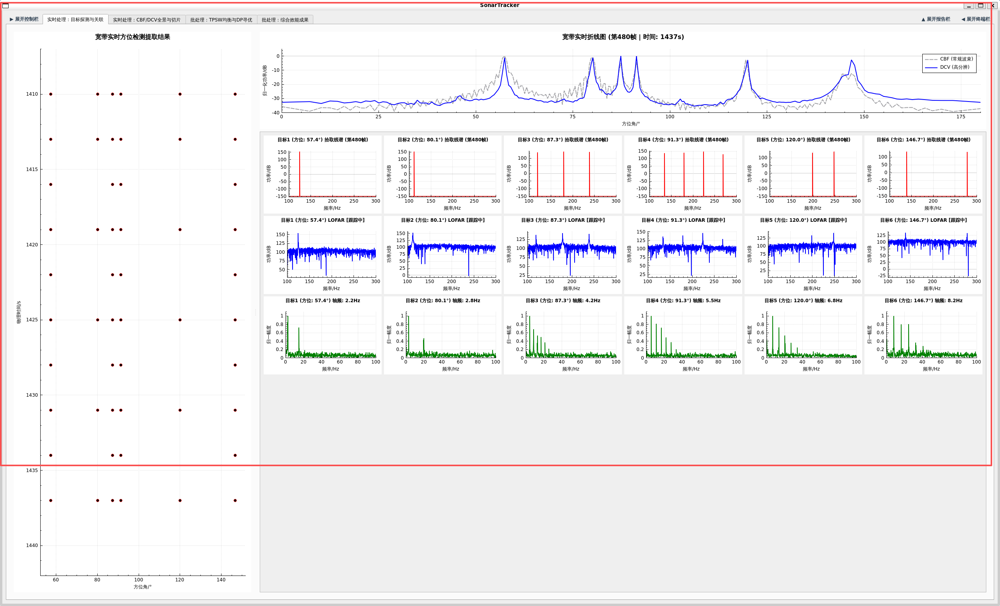 SonarTracker
▶ 展开控制栏
实时处理：目标探测与关联
实时处理：CBF/DCV全景与切片
批处理：TPSW均衡与DP寻优
批处理：综合效能成果
▲ 展开报告栏
◀ 展开终端栏
宽带实时方位检测提取结果
物理时间/s
1410
1415
1420
1425
1430
1435
1440
60 80 100 120 140
方位角/°
宽带实时折线图 (第480帧 | 时间: 1437s)
归一化功率/dB
0
-10
-20
-30
-40
0 25 50 75 100 125 150 175
方位角/°
CBF (常规波束)
DCV (高分辨)
目标1 (方位: 57.4°) 拾取线谱 (第480帧)
功率/dB
150
100
50
0
-50
-100
-150
100 150 200 250 300
频率/Hz
目标2 (方位: 80.1°) 拾取线谱 (第480帧)
功率/dB
150
100
50
0
-50
-100
-150
100 150 200 250 300
频率/Hz
目标3 (方位: 87.3°) 拾取线谱 (第480帧)
功率/dB
100
50
0
-50
-100
-150
100 150 200 250 300
频率/Hz
目标4 (方位: 91.3°) 拾取线谱 (第480帧)
功率/dB
150
100
50
0
-50
-100
-150
100 150 200 250 300
频率/Hz
目标5 (方位: 120.0°) 拾取线谱 (第480帧)
功率/dB
100
50
0
-50
-100
-150
100 150 200 250 300
频率/Hz
目标6 (方位: 146.7°) 拾取线谱 (第480帧)
功率/dB
100
50
0
-50
-100
-150
100 150 200 250 300
频率/Hz
目标1 (方位: 57.4°) LOFAR [跟踪中]
功率/dB
150
125
100
75
50
100 150 200 250 300
频率/Hz
目标2 (方位: 80.1°) LOFAR [跟踪中]
功率/dB
150
125
100
75
50
25
0
100 150 200 250 300
频率/Hz
目标3 (方位: 87.3°) LOFAR [跟踪中]
功率/dB
125
100
75
50
25
100 150 200 250 300
频率/Hz
目标4 (方位: 91.3°) LOFAR [跟踪中]
功率/dB
150
125
100
75
50
25
100 150 200 250 300
频率/Hz
目标5 (方位: 120.0°) LOFAR [跟踪中]
功率/dB
125
100
75
50
25
100 150 200 250 300
频率/Hz
目标6 (方位: 146.7°) LOFAR [跟踪中]
功率/dB
125
100
75
50
25
0
-25
100 150 200 250 300
频率/Hz
目标1 (方位: 57.4°) 轴频: 2.2Hz
归一幅度
1
0.8
0.6
0.4
0.2
0
0 20 40 60 80 100
频率/Hz
目标2 (方位: 80.1°) 轴频: 2.8Hz
归一幅度
1
0.8
0.6
0.4
0.2
0
0 20 40 60 80 100
频率/Hz
目标3 (方位: 87.3°) 轴频: 4.2Hz
归一幅度
1
0.8
0.6
0.4
0.2
0
0 20 40 60 80 100
频率/Hz
目标4 (方位: 91.3°) 轴频: 5.5Hz
归一幅度
1
0.8
0.6
0.4
0.2
0
0 20 40 60 80 100
频率/Hz
目标5 (方位: 120.0°) 轴频: 6.8Hz
归一幅度
1
0.8
0.6
0.4
0.2
0
0 20 40 60 80 100
频率/Hz
目标6 (方位: 146.7°) 轴频: 8.2Hz
归一幅度
1
0.8
0.6
0.4
0.2
0
0 20 40 60 80 100
频率/Hz